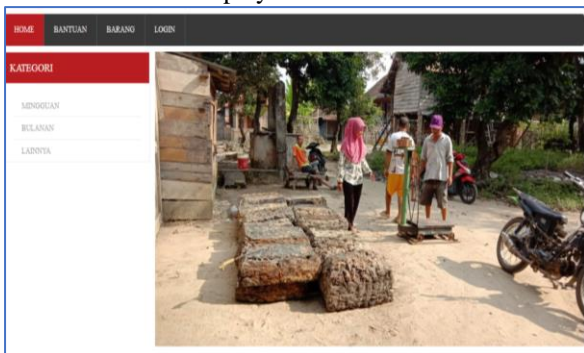 HOME BANTUAN BARANG LOGIN
KATEGORI
MINGGUAN
BULANAN
LAINNYA